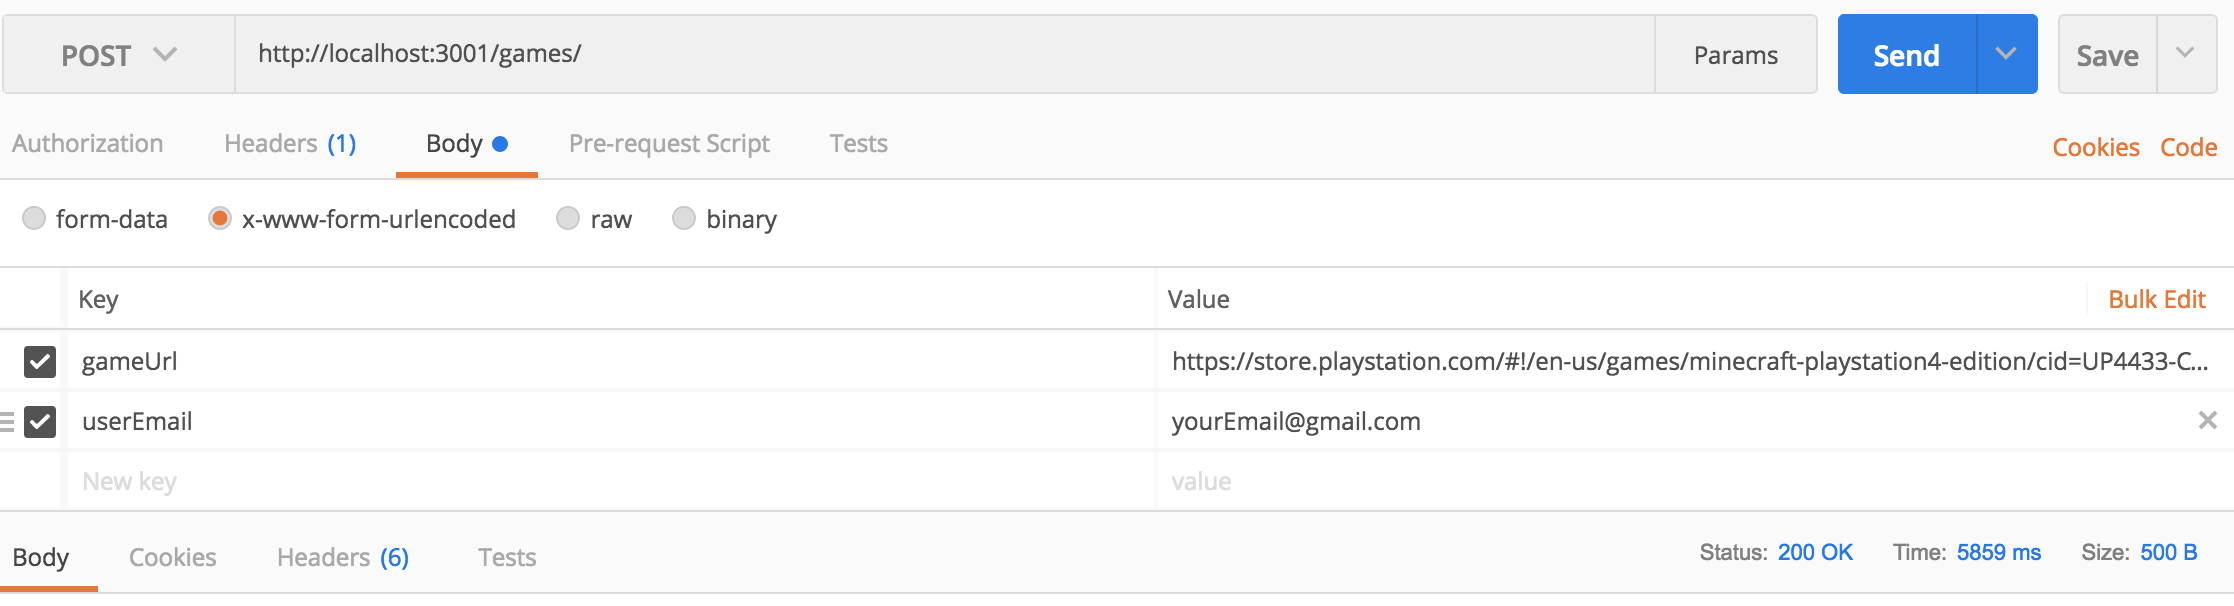 POST http://localhost:3001/games/ Params Send Save
Authorization Headers (1) Body Pre-request Script Tests Cookies Code
form-data x-www-form-urlencoded raw binary
Key Value Bulk Edit
gameUrl https://store.playstation.com/#!/en-us/games/minecraft-playstation4-edition/cid=UP4433-C...
userEmail yourEmail@gmail.com
New key value
Body Cookies Headers (6) Tests Status: 200 OK Time: 5859 ms Size: 500 B